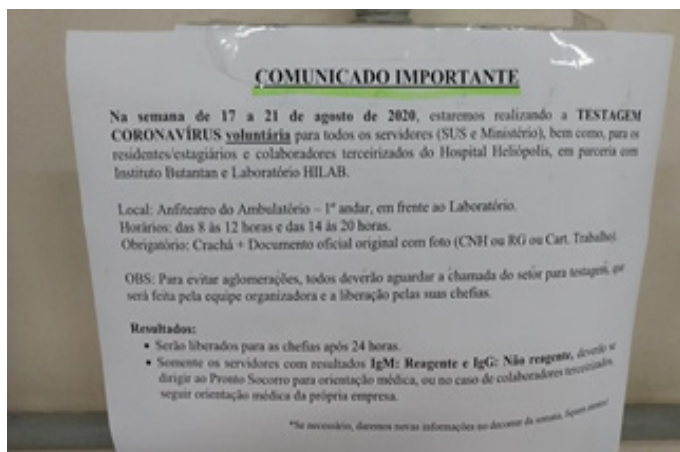 COMUNICADO IMPORTANTE
Na semana de 17 a 21 de agosto de 2020, estaremos realizando a TESTAGEM
CORONAVÍRUS voluntária para todos os servidores (SUS e Ministério), bem como, para os
residentes/estagiários e colaboradores terceirizados do Hospital Heliópolis, em parceria com
Instituto Butantan e Laboratório HILAB.
Local: Anfiteatro do Ambulatório – 1º andar, em frente ao Laboratório.
Horários: das 8 às 12 horas e das 14 às 20 horas.
Obrigatório: Crachá + Documento oficial original com foto (CNH ou RG ou Cart. Trabalho).
OBS: Para evitar aglomerações, todos deverão aguardar a chamada do setor para testagem, que
será feita pela equipe organizadora e a liberação pelas suas chefias.
Resultados:
• Serão liberados para as chefias após 24 horas.
• Somente os servidores com resultados IgM: Reagente e IgG: Não reagente, deverão se
dirigir ao Pronto Socorro para orientação médica, ou no caso de colaboradores terceirizados,
seguir orientação médica da própria empresa.
*Se necessário, daremos novas informações no decorrer da semana, fiquem atentos!